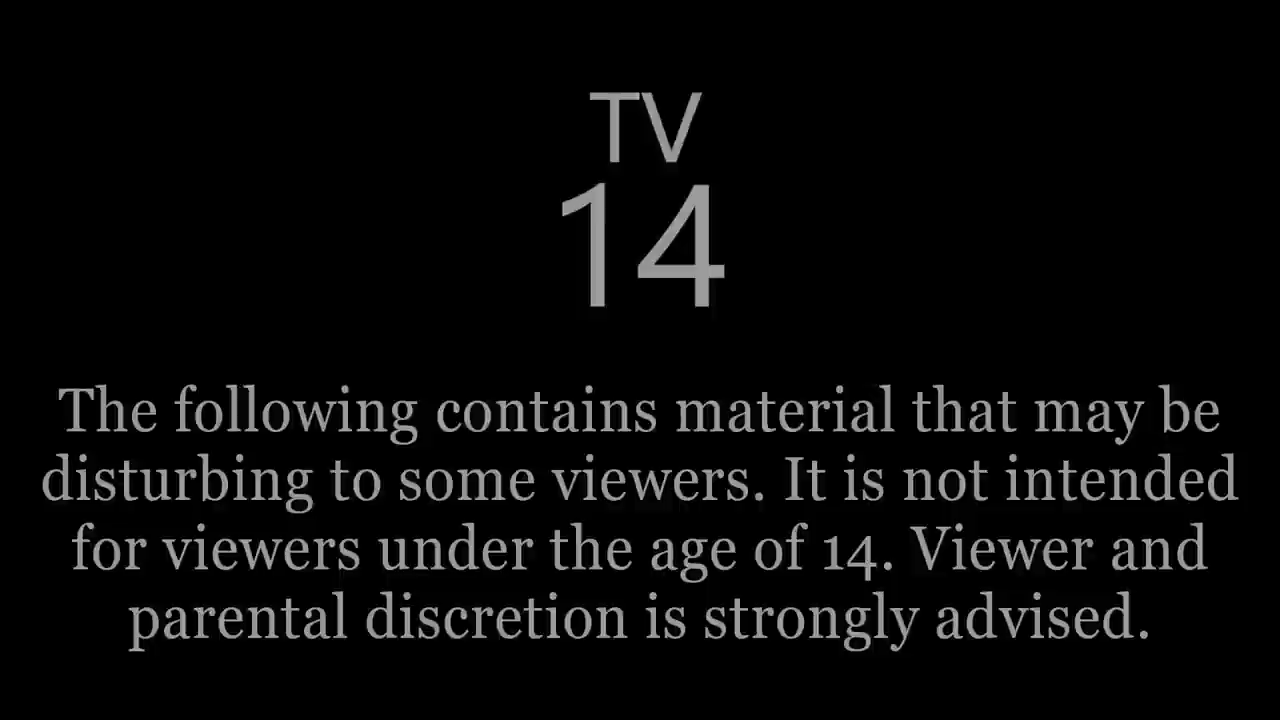 TV
14
The following contains material that may be
disturbing to some viewers. It is not intended
for viewers under the age of 14. Viewer and
parental discretion is strongly advised.